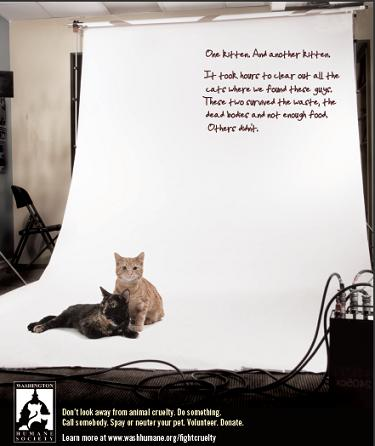 One kitten. And another kitten.
It took hours to clear out all the
cats where we found these guys.
These two survived the waste, the
dead bodies and not enough food.
Others didn't.
WASHINGTON
HUMANE
SOCIETY
Don't look away from animal cruelty. Do something.
Call somebody. Spay or neuter your pet. Volunteer. Donate.
Learn more at www.washhumane.org/fightcruelty